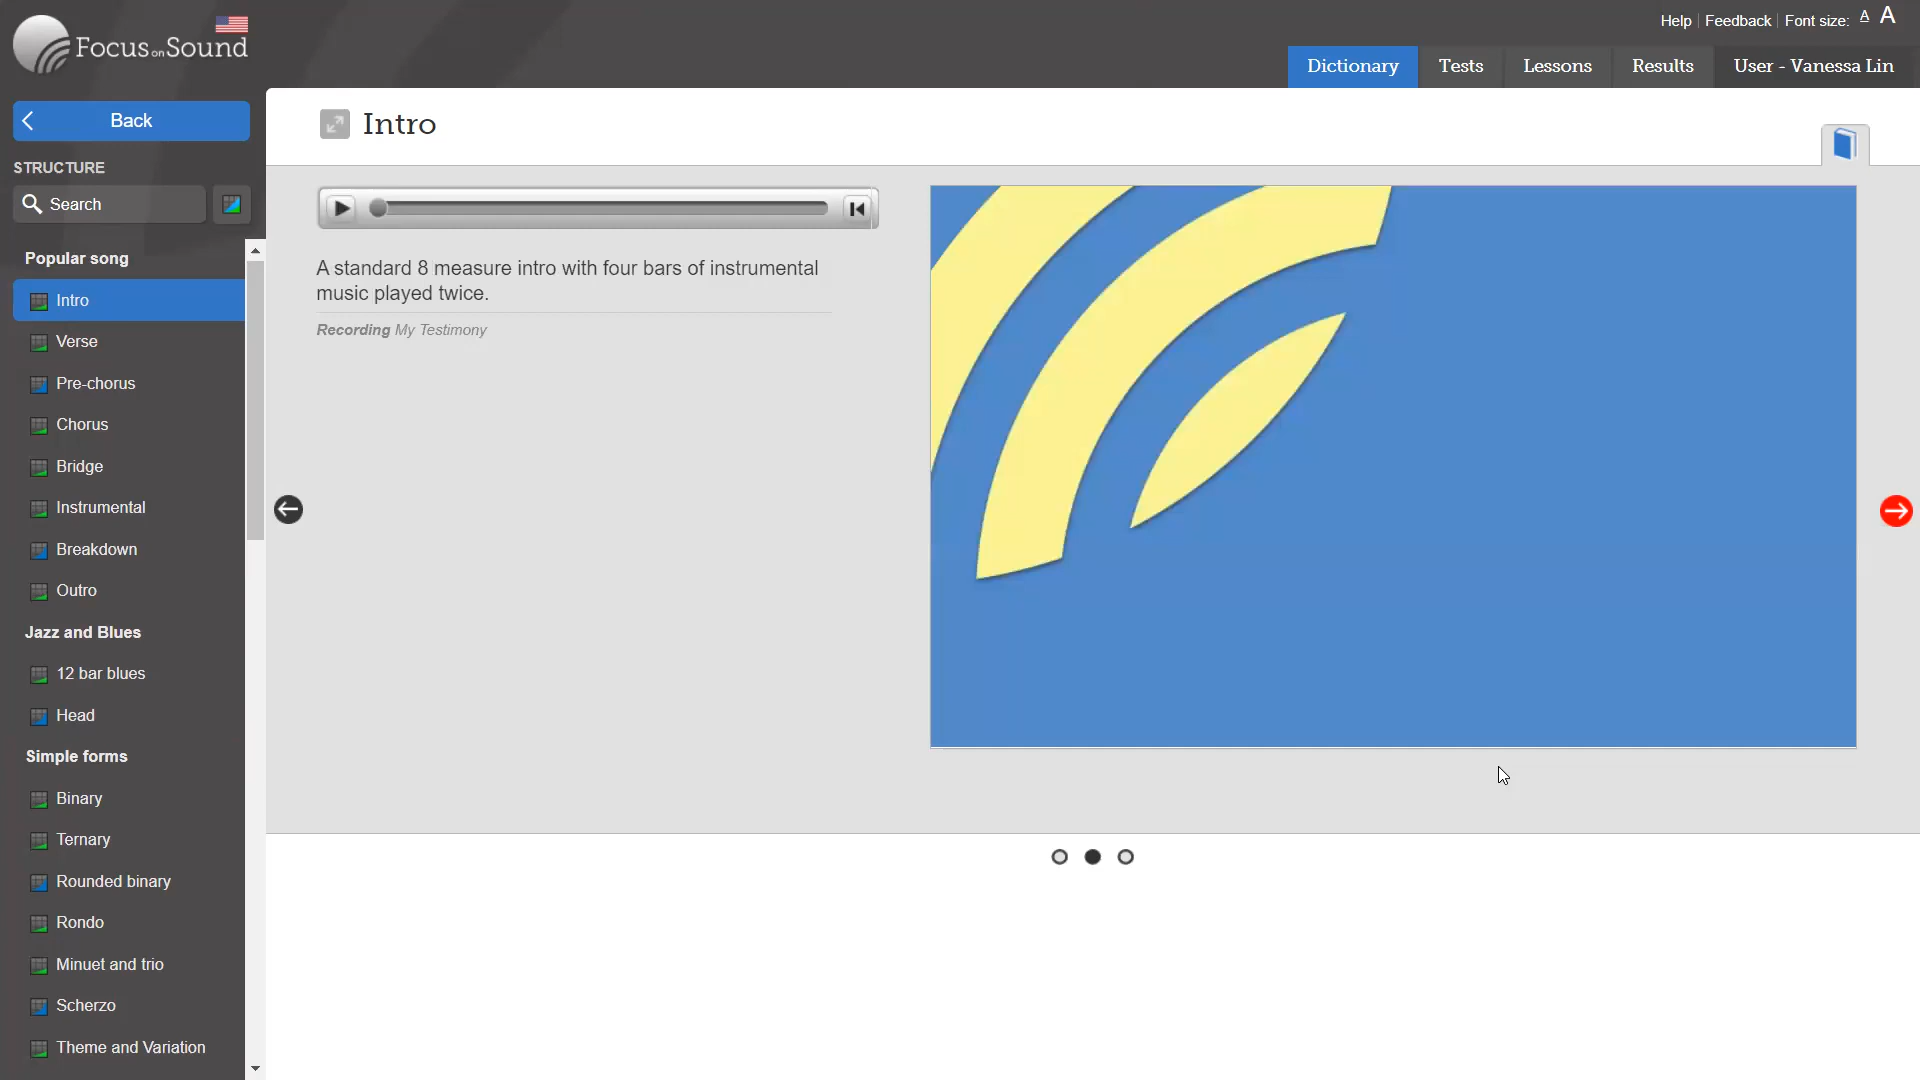 Focus on Sound
Help Feedback Font size: A A
Dictionary Tests Lessons Results User - Vanessa Lin
Back
STRUCTURE
Search
Popular song
Intro
Verse
Pre-chorus
Chorus
Bridge
Instrumental
Breakdown
Outro
Jazz and Blues
12 bar blues
Head
Simple forms
Binary
Ternary
Rounded binary
Rondo
Minuet and trio
Scherzo
Theme and Variation
Intro
A standard 8 measure intro with four bars of instrumental
music played twice.
Recording My Testimony